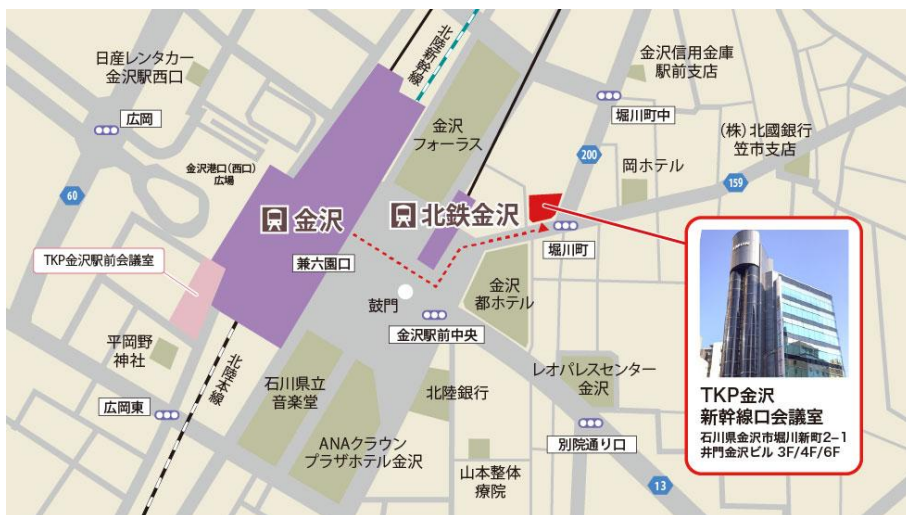 日産レンタカー
金沢駅西口
広岡
60
金沢港口(西口)
広場
北陸新幹線
金沢
フォーラス
金沢信用金庫
駅前支店
堀川町中
(株)北國銀行
笠市支店
200
岡ホテル
159
金沢
北鉄金沢
堀川町
兼六園口
TKP金沢駅前会議室
鼓門
金沢
都ホテル
金沢駅前中央
平岡野
神社
広岡東
北陸本線
石川県立
音楽堂
北陸銀行
レオパレスセンター
金沢
ANAクラウン
プラザホテル金沢
山本整体
療院
別院通り口
13
TKP金沢
新幹線口会議室
石川県金沢市堀川新町2−1
井門金沢ビル 3F/4F/6F